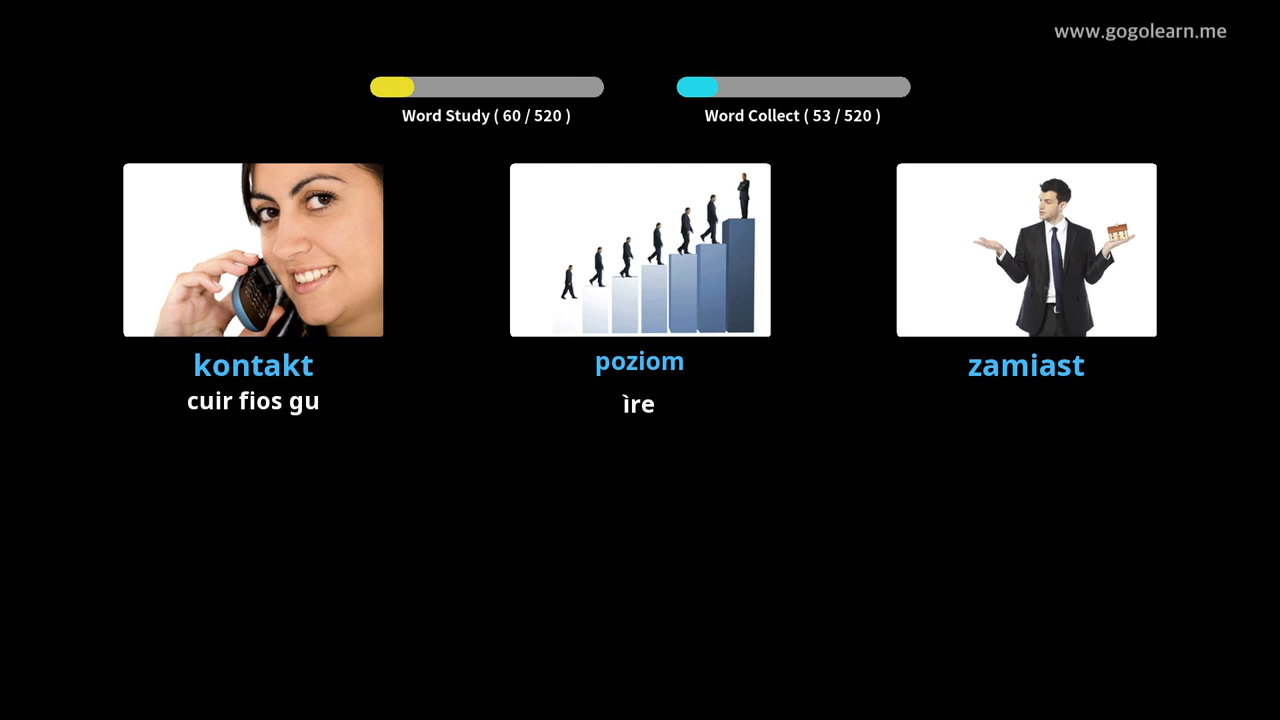 www.gogolearn.me
Word Study ( 60 / 520 )
Word Collect ( 53 / 520 )
kontakt
cuir fios gu
poziom
ìre
zamiast